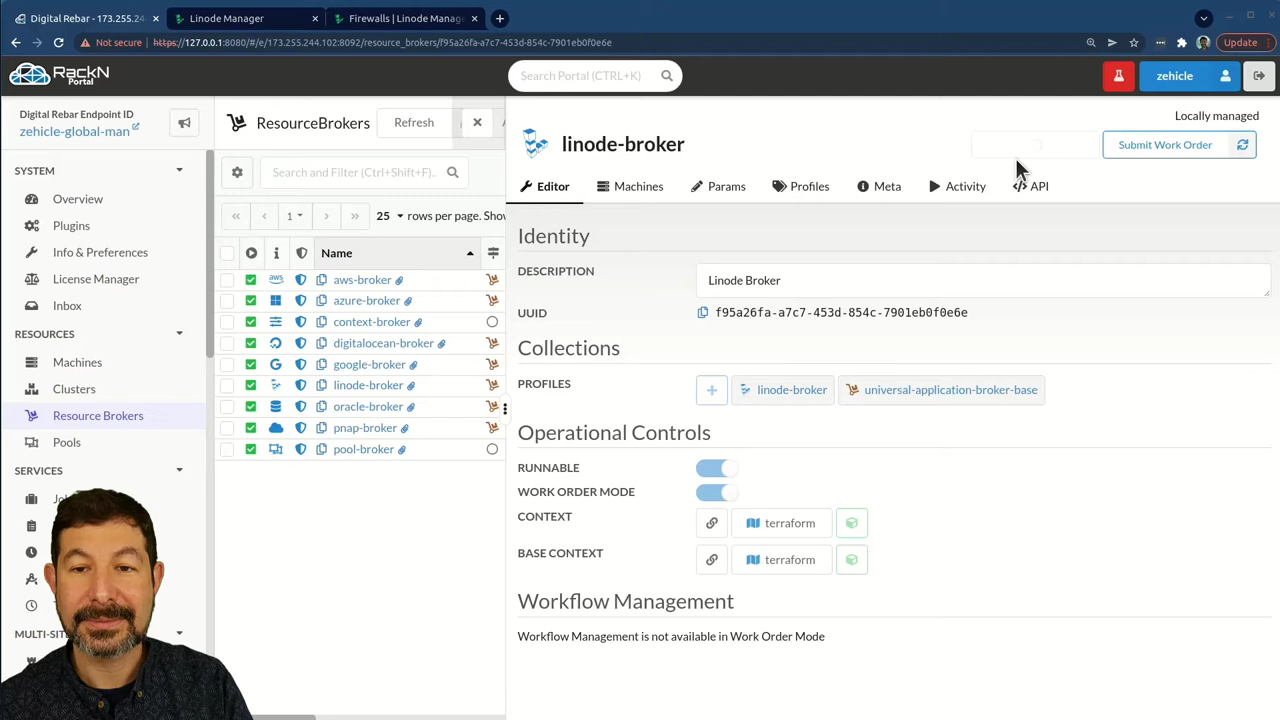 Digital Rebar - 173.255.24
Linode Manager
Firewalls | Linode Manag
Not secure
https://127.0.0.1:8080/#/e/173.255.244.102:8092/resource_brokers/f95a26fa-a7c7-453d-854c-7901eb0f0e6e
Update
RackN
Portal
Search Portal (CTRL+K)
zehicle
Digital Rebar Endpoint ID
zehicle-global-man
SYSTEM
Overview
Plugins
Info & Preferences
License Manager
Inbox
RESOURCES
Machines
Clusters
Resource Brokers
Pools
SERVICES
MULTI-SIT
ResourceBrokers
Refresh
Search and Filter (Ctrl+Shift+F)..
1
25 rows per page. Show
Name
aws-broker
azure-broker
context-broker
digitalocean-broker
google-broker
linode-broker
oracle-broker
pnap-broker
pool-broker
Locally managed
linode-broker
Submit Work Order
Editor
Machines
Params
Profiles
Meta
Activity
API
Identity
DESCRIPTION
Linode Broker
UUID
f95a26fa-a7c7-453d-854c-7901eb0f0e6e
Collections
PROFILES
linode-broker
universal-application-broker-base
Operational Controls
RUNNABLE
WORK ORDER MODE
CONTEXT
terraform
BASE CONTEXT
terraform
Workflow Management
Workflow Management is not available in Work Order Mode